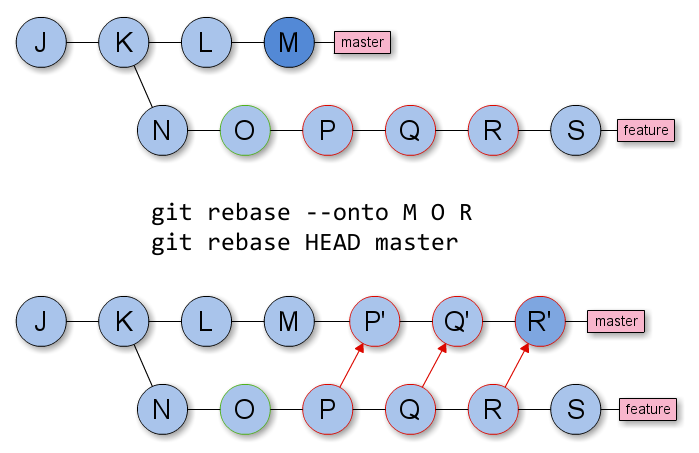 J K L M master
N O P Q R S feature
git rebase --onto M O R
git rebase HEAD master
J K L M P' Q' R' master
N O P Q R S feature